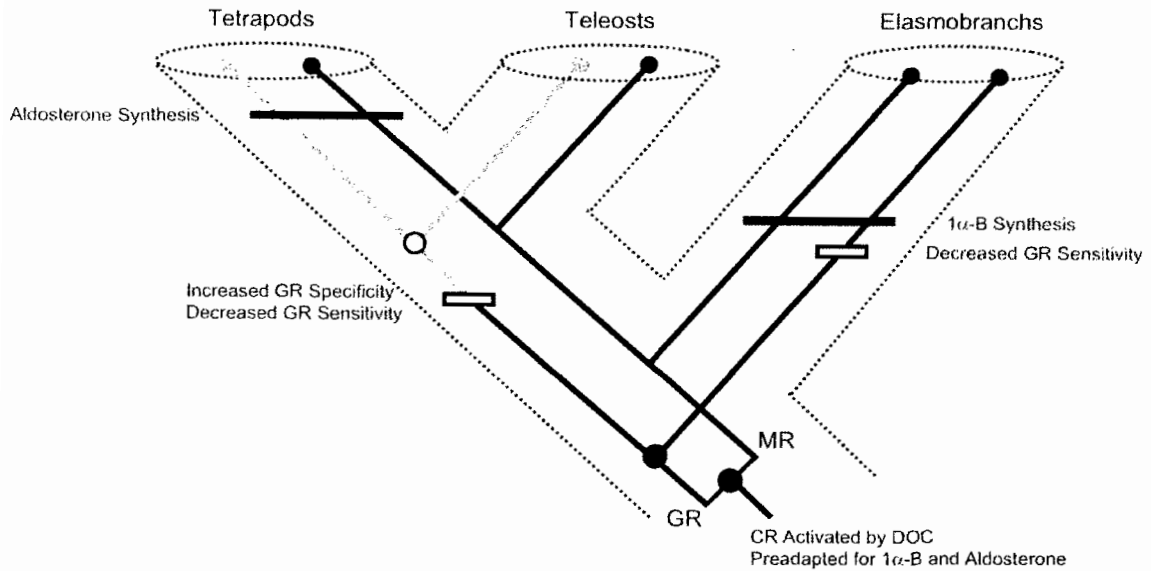 Tetrapods
Teleosts
Elasmobranchs
Aldosterone Synthesis
1α-B Synthesis
Decreased GR Sensitivity
Increased GR Specificity
Decreased GR Sensitivity
MR
GR
CR Activated by DOC
Preadapted for 1α-B and Aldosterone